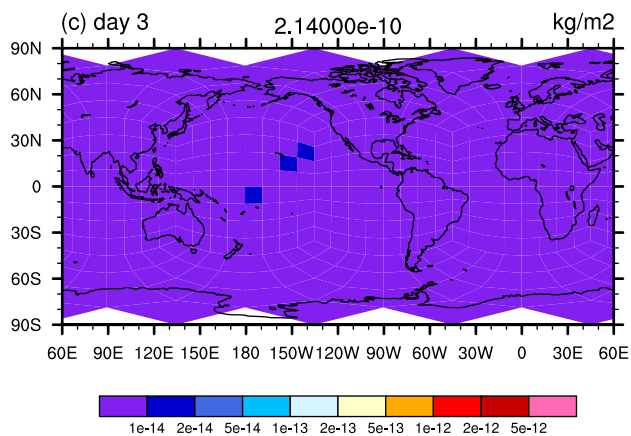 (c) day 3 2.14000e-10 kg/m2
90N
60N
30N
0
30S
60S
90S
60E 90E 120E 150E 180 150W 120W 90W 60W 30W 0 30E 60E
1e-14 2e-14 5e-14 1e-13 2e-13 5e-13 1e-12 2e-12 5e-12